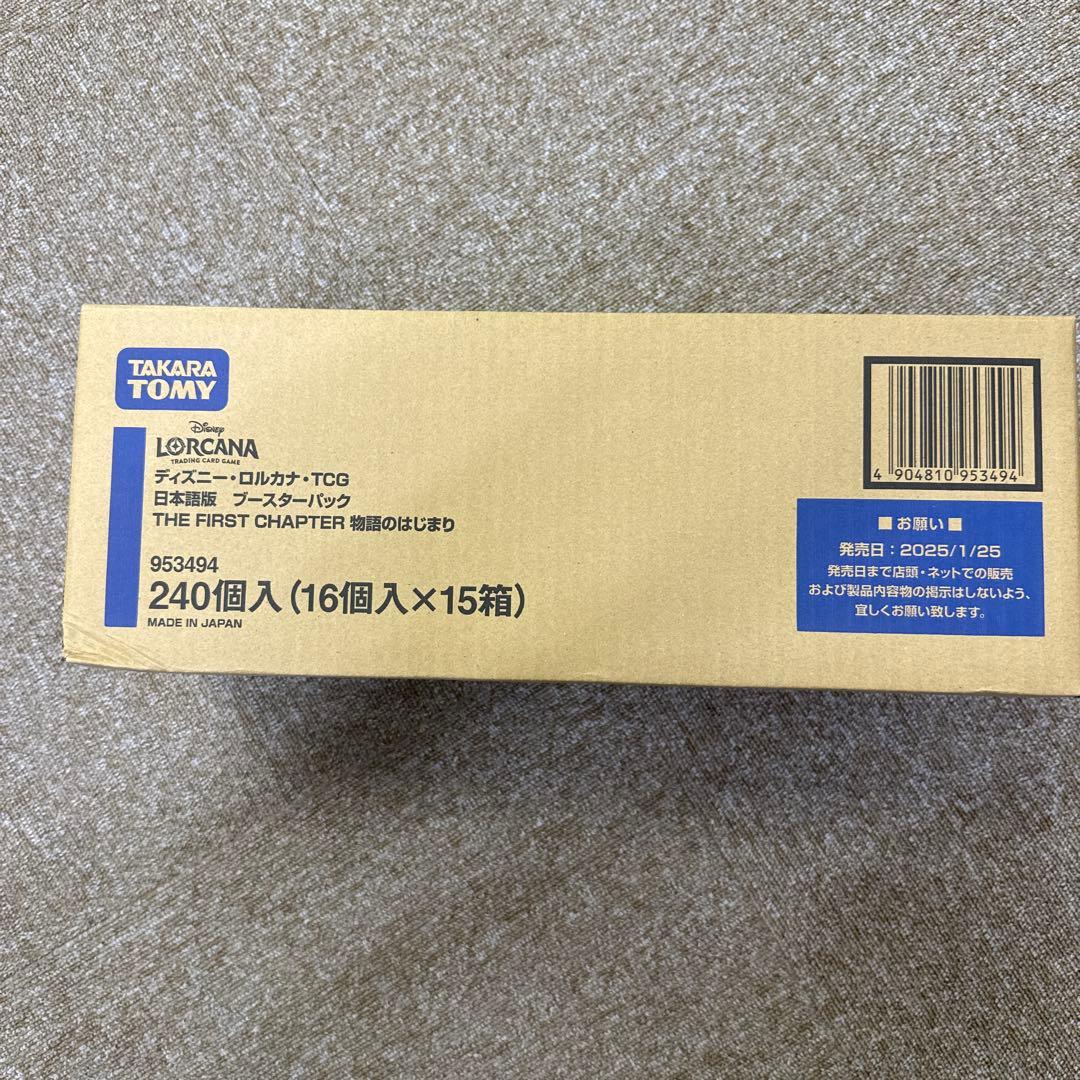 TAKARA
TOMY
Disney
LORCANA
TRADING CARD GAME
ディズニー・ロルカナ・TCG
日本語版　ブースターパック
THE FIRST CHAPTER 物語のはじまり
953494
240個入（16個入×15箱）
MADE IN JAPAN
4 904810 953494
■ お願い ■
発売日：2025/1/25
発売日まで店頭・ネットでの販売
および製品内容物の掲示はしないよう、
宜しくお願い致します。